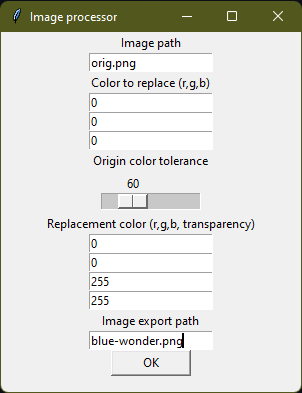 Image processor
Image path
orig.png
Color to replace (r,g,b)
0
0
0
Origin color tolerance
60
Replacement color (r,g,b, transparency)
0
0
255
255
Image export path
blue-wonder.png
OK